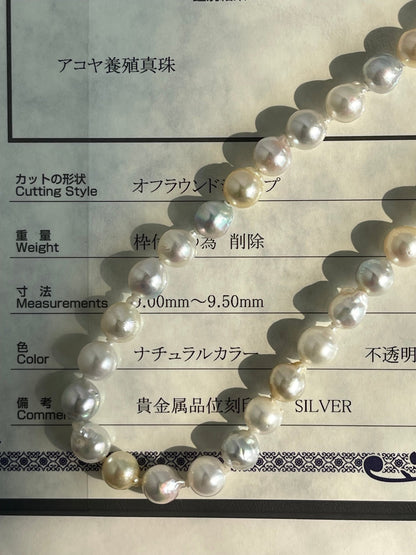 アコヤ養殖真珠
カットの形状 オフラウンド
Cutting Style
重量 枠 為 削除
Weight
寸法
Measurements .00mm～9.50mm
色 ナチュラルカラー 不透明
Color
備考 貴金属品位刻印 SILVER
Comme